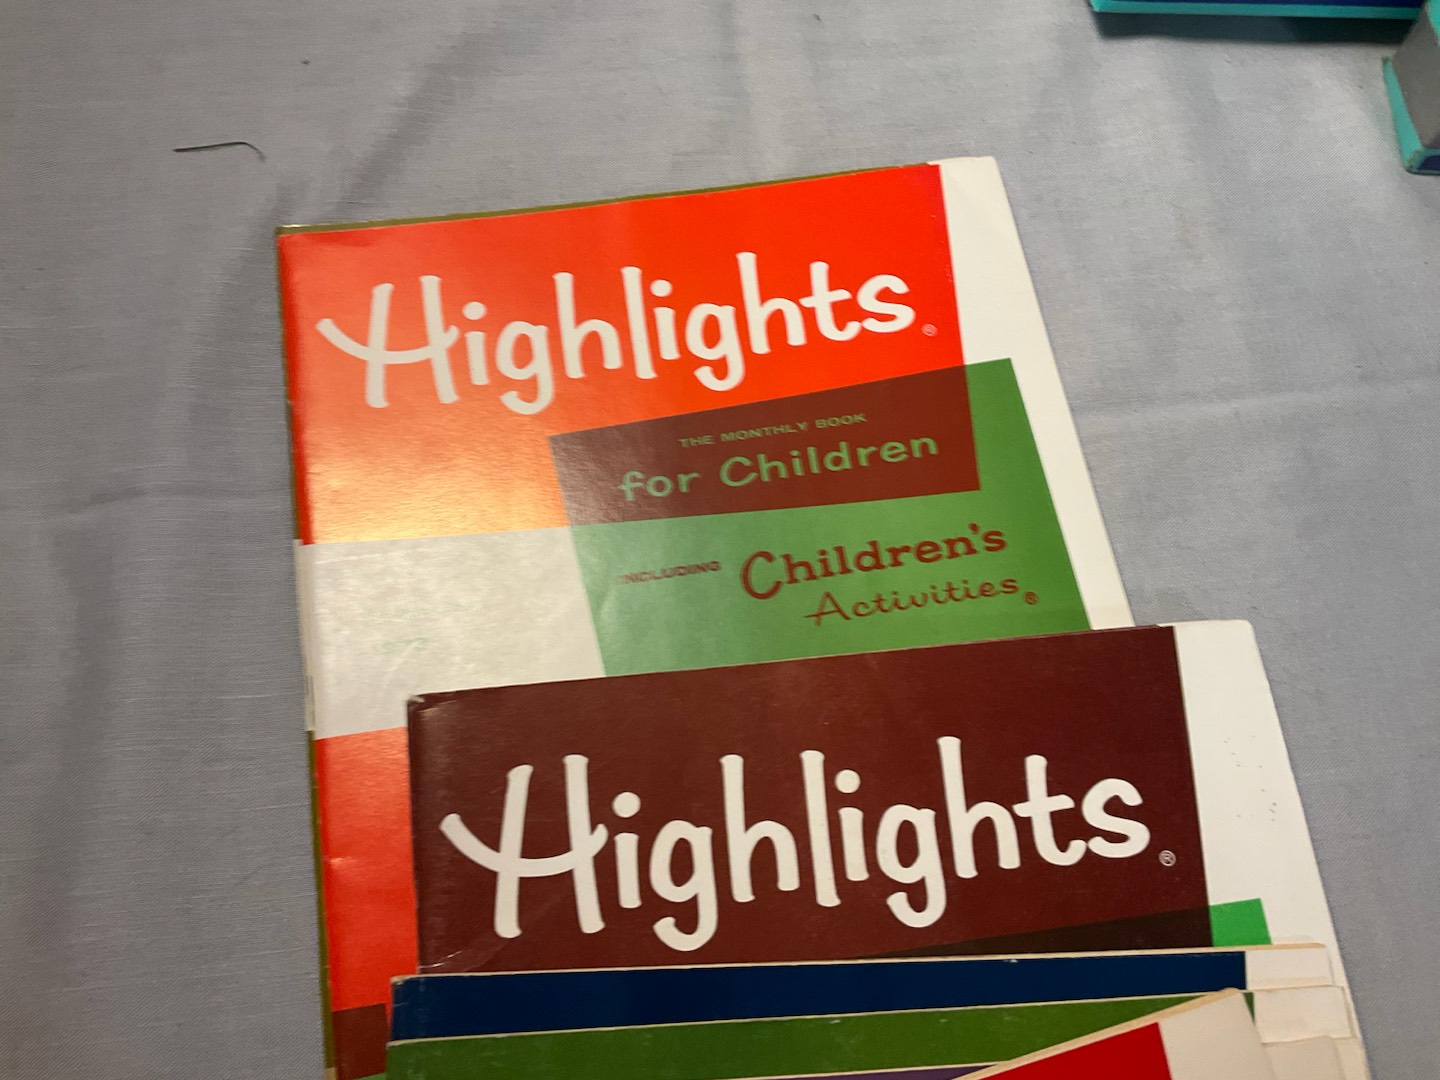 Highlights®
THE MONTHLY BOOK
for Children
INCLUDING Children's
Activities®
Highlights®